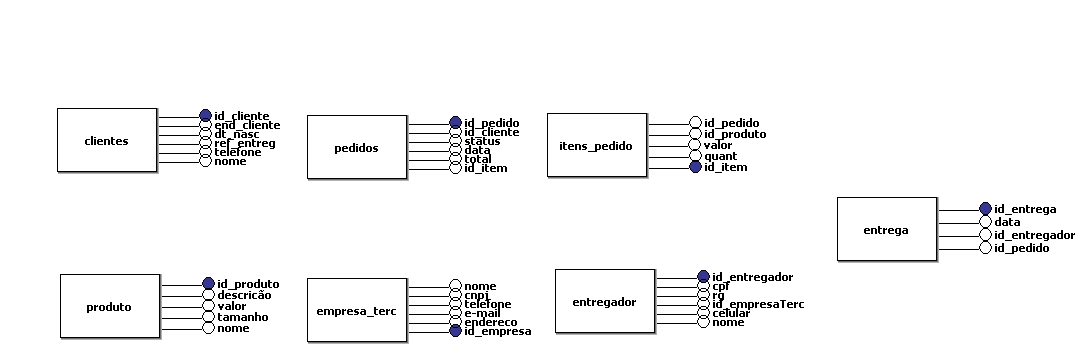 clientes
id_cliente
end_cliente
dt_nasc
ref_entreg
telefone
nome
pedidos
id_pedido
id_cliente
status
data
total
id_item
itens_pedido
id_pedido
id_produto
valor
quant
id_item
entrega
id_entrega
data
id_entregador
id_pedido
produto
id_produto
descricão
valor
tamanho
nome
empresa_terc
nome
cnpj
telefone
e-mail
endereco
id_empresa
entregador
id_entregador
cpf
rg
id_empresaTerc
celular
nome